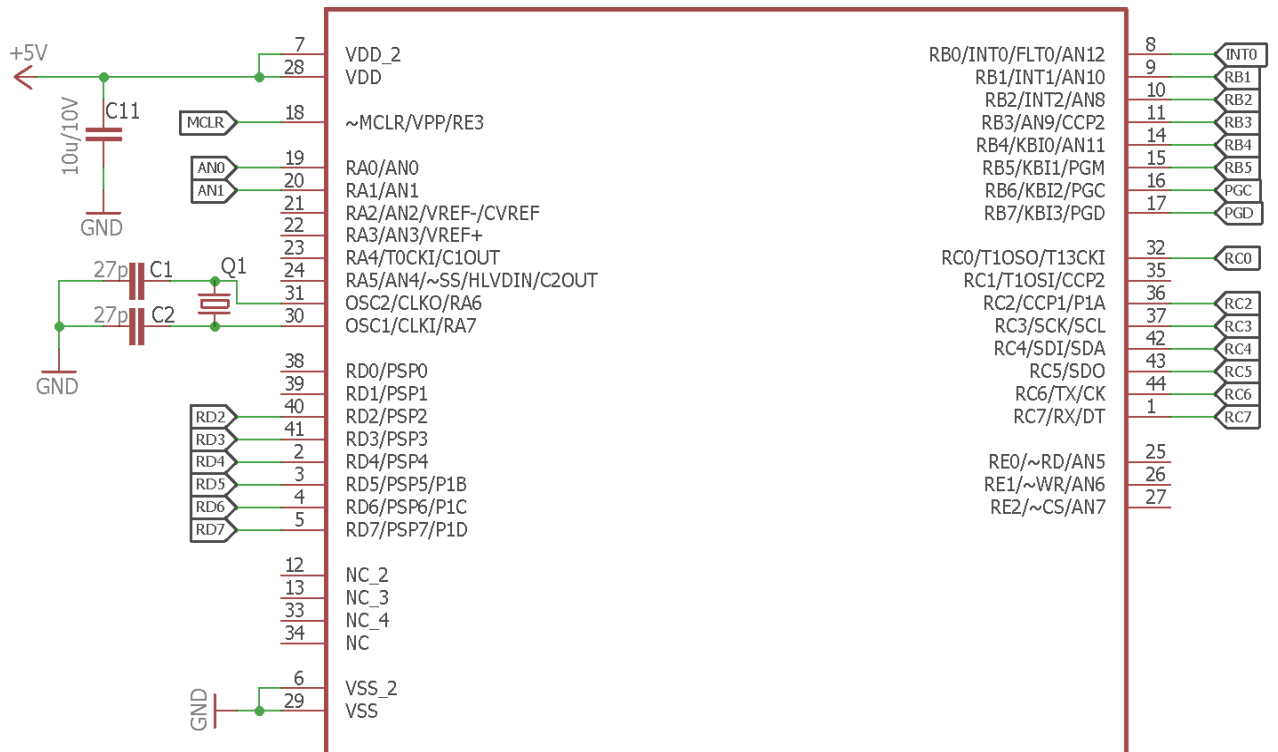 +5V
7 VDD_2
28 VDD
C11
10u/10V
GND
MCLR 18 ~MCLR/VPP/RE3
AN0 19 RA0/AN0
AN1 20 RA1/AN1
21 RA2/AN2/VREF-/CVREF
22 RA3/AN3/VREF+
23 RA4/T0CKI/C1OUT
24 RA5/AN4/~SS/HLVDIN/C2OUT
27p C1 Q1
31 OSC2/CLKO/RA6
27p C2
30 OSC1/CLKI/RA7
GND
38 RD0/PSP0
39 RD1/PSP1
RD2 40 RD2/PSP2
RD3 41 RD3/PSP3
RD4 2 RD4/PSP4
RD5 3 RD5/PSP5/P1B
RD6 4 RD6/PSP6/P1C
RD7 5 RD7/PSP7/P1D
12 NC_2
13 NC_3
33 NC_4
34 NC
GND
6 VSS_2
29 VSS
RB0/INT0/FLT0/AN12 8 INT0
RB1/INT1/AN10 9 RB1
RB2/INT2/AN8 10 RB2
RB3/AN9/CCP2 11 RB3
RB4/KBI0/AN11 14 RB4
RB5/KBI1/PGM 15 RB5
RB6/KBI2/PGC 16 PGC
RB7/KBI3/PGD 17 PGD
RC0/T1OSO/T13CKI 32 RC0
RC1/T1OSI/CCP2 35
RC2/CCP1/P1A 36 RC2
RC3/SCK/SCL 37 RC3
RC4/SDI/SDA 42 RC4
RC5/SDO 43 RC5
RC6/TX/CK 44 RC6
RC7/RX/DT 1 RC7
RE0/~RD/AN5 25
RE1/~WR/AN6 26
RE2/~CS/AN7 27